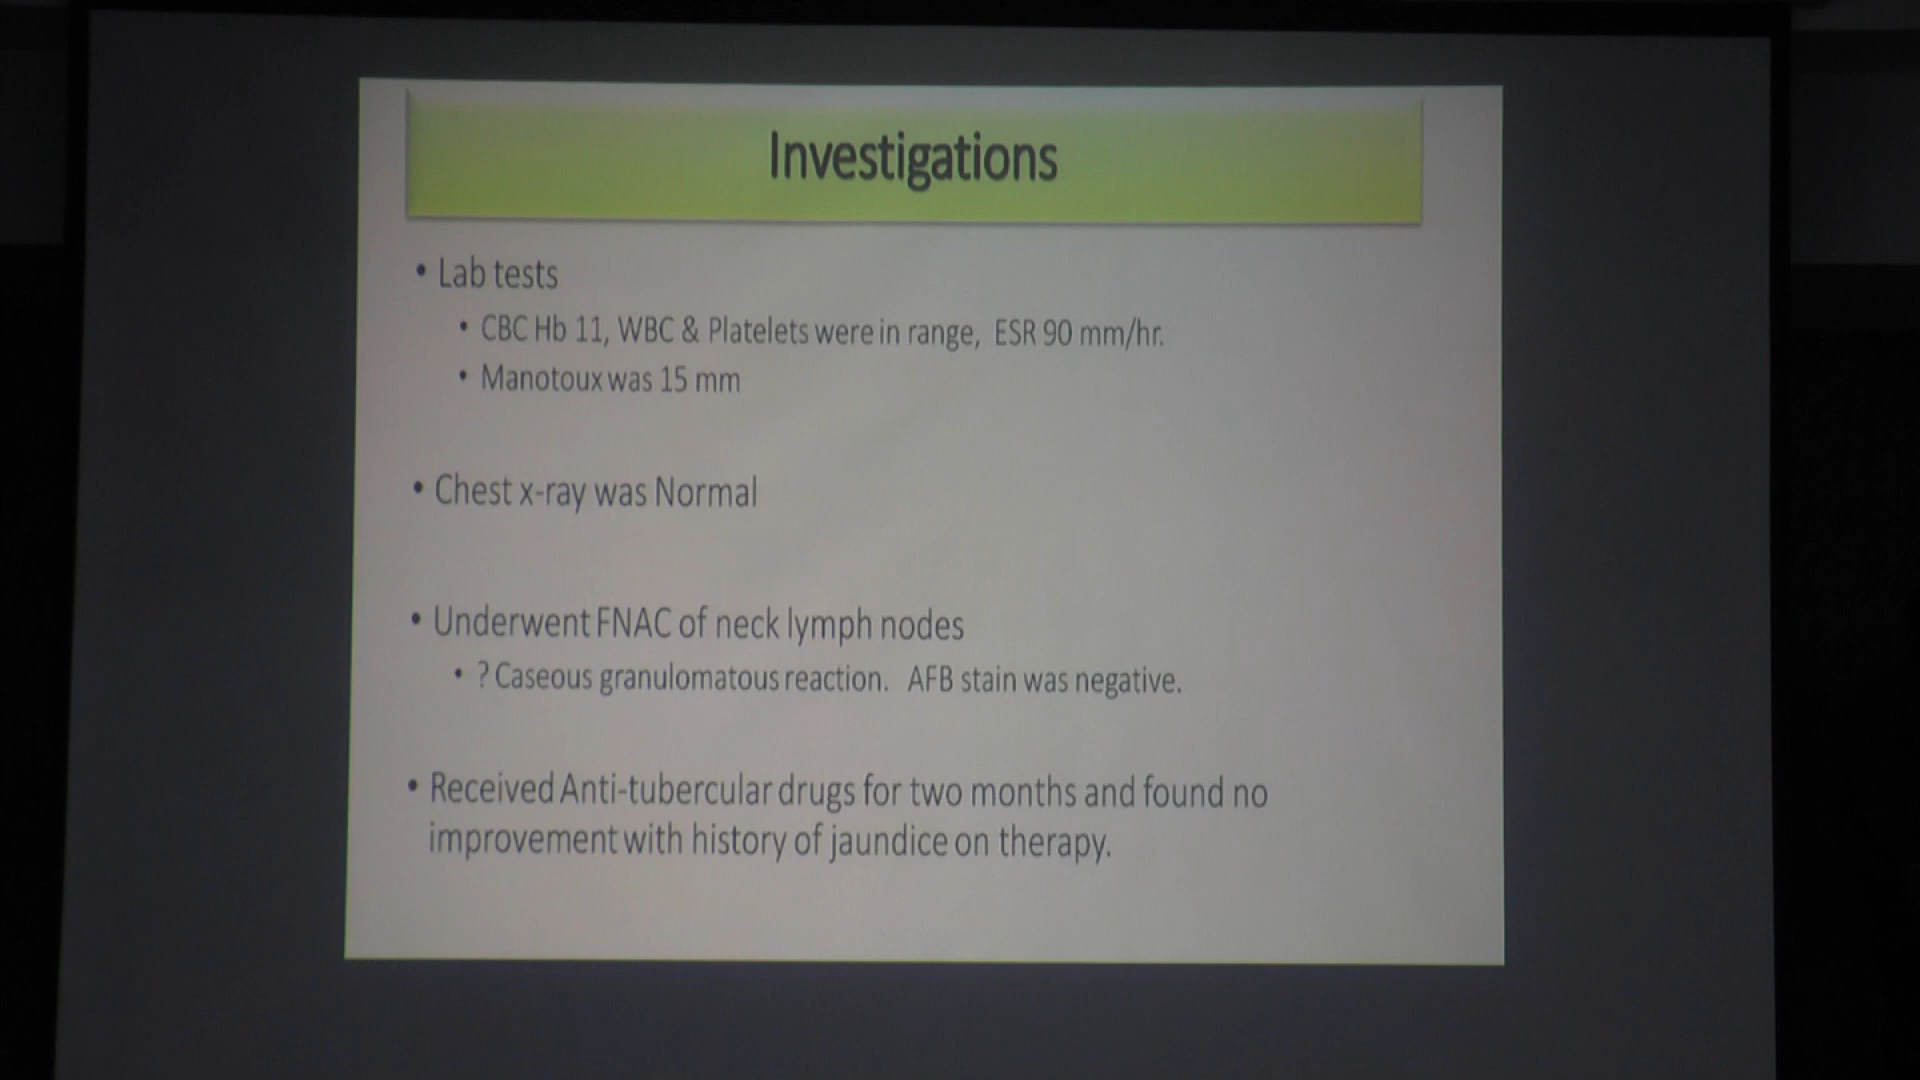 Investigations
• Lab tests
• CBC Hb 11, WBC & Platelets were in range, ESR 90 mm/hr.
• Manotoux was 15 mm
• Chest x-ray was Normal
• Underwent FNAC of neck lymph nodes
• ? Caseous granulomatous reaction. AFB stain was negative.
• Received Anti-tubercular drugs for two months and found no
improvement with history of jaundice on therapy.